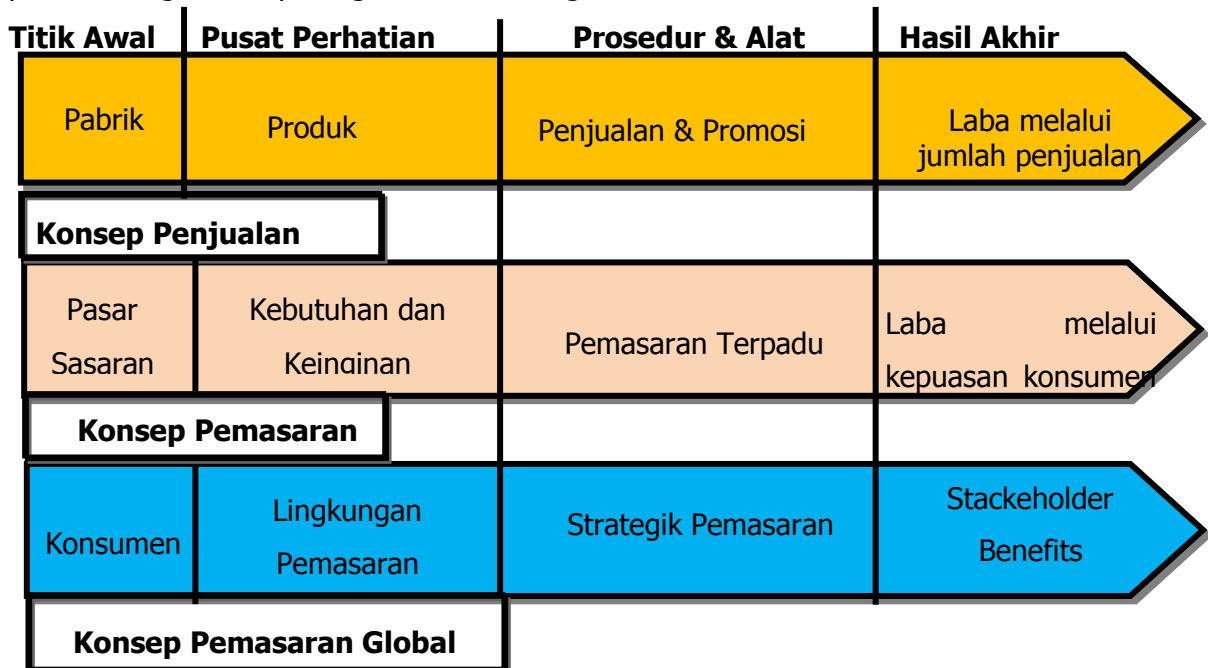 Titik Awal Pusat Perhatian Prosedur & Alat Hasil Akhir
Pabrik Produk Penjualan & Promosi Laba melalui
jumlah penjualan
Konsep Penjualan
Pasar Kebutuhan dan Pemasaran Terpadu Laba melalui
Sasaran Keinginan kepuasan konsumen
Konsep Pemasaran
Konsumen Lingkungan Strategik Pemasaran Stackeholder
Pemasaran Benefits
Konsep Pemasaran Global